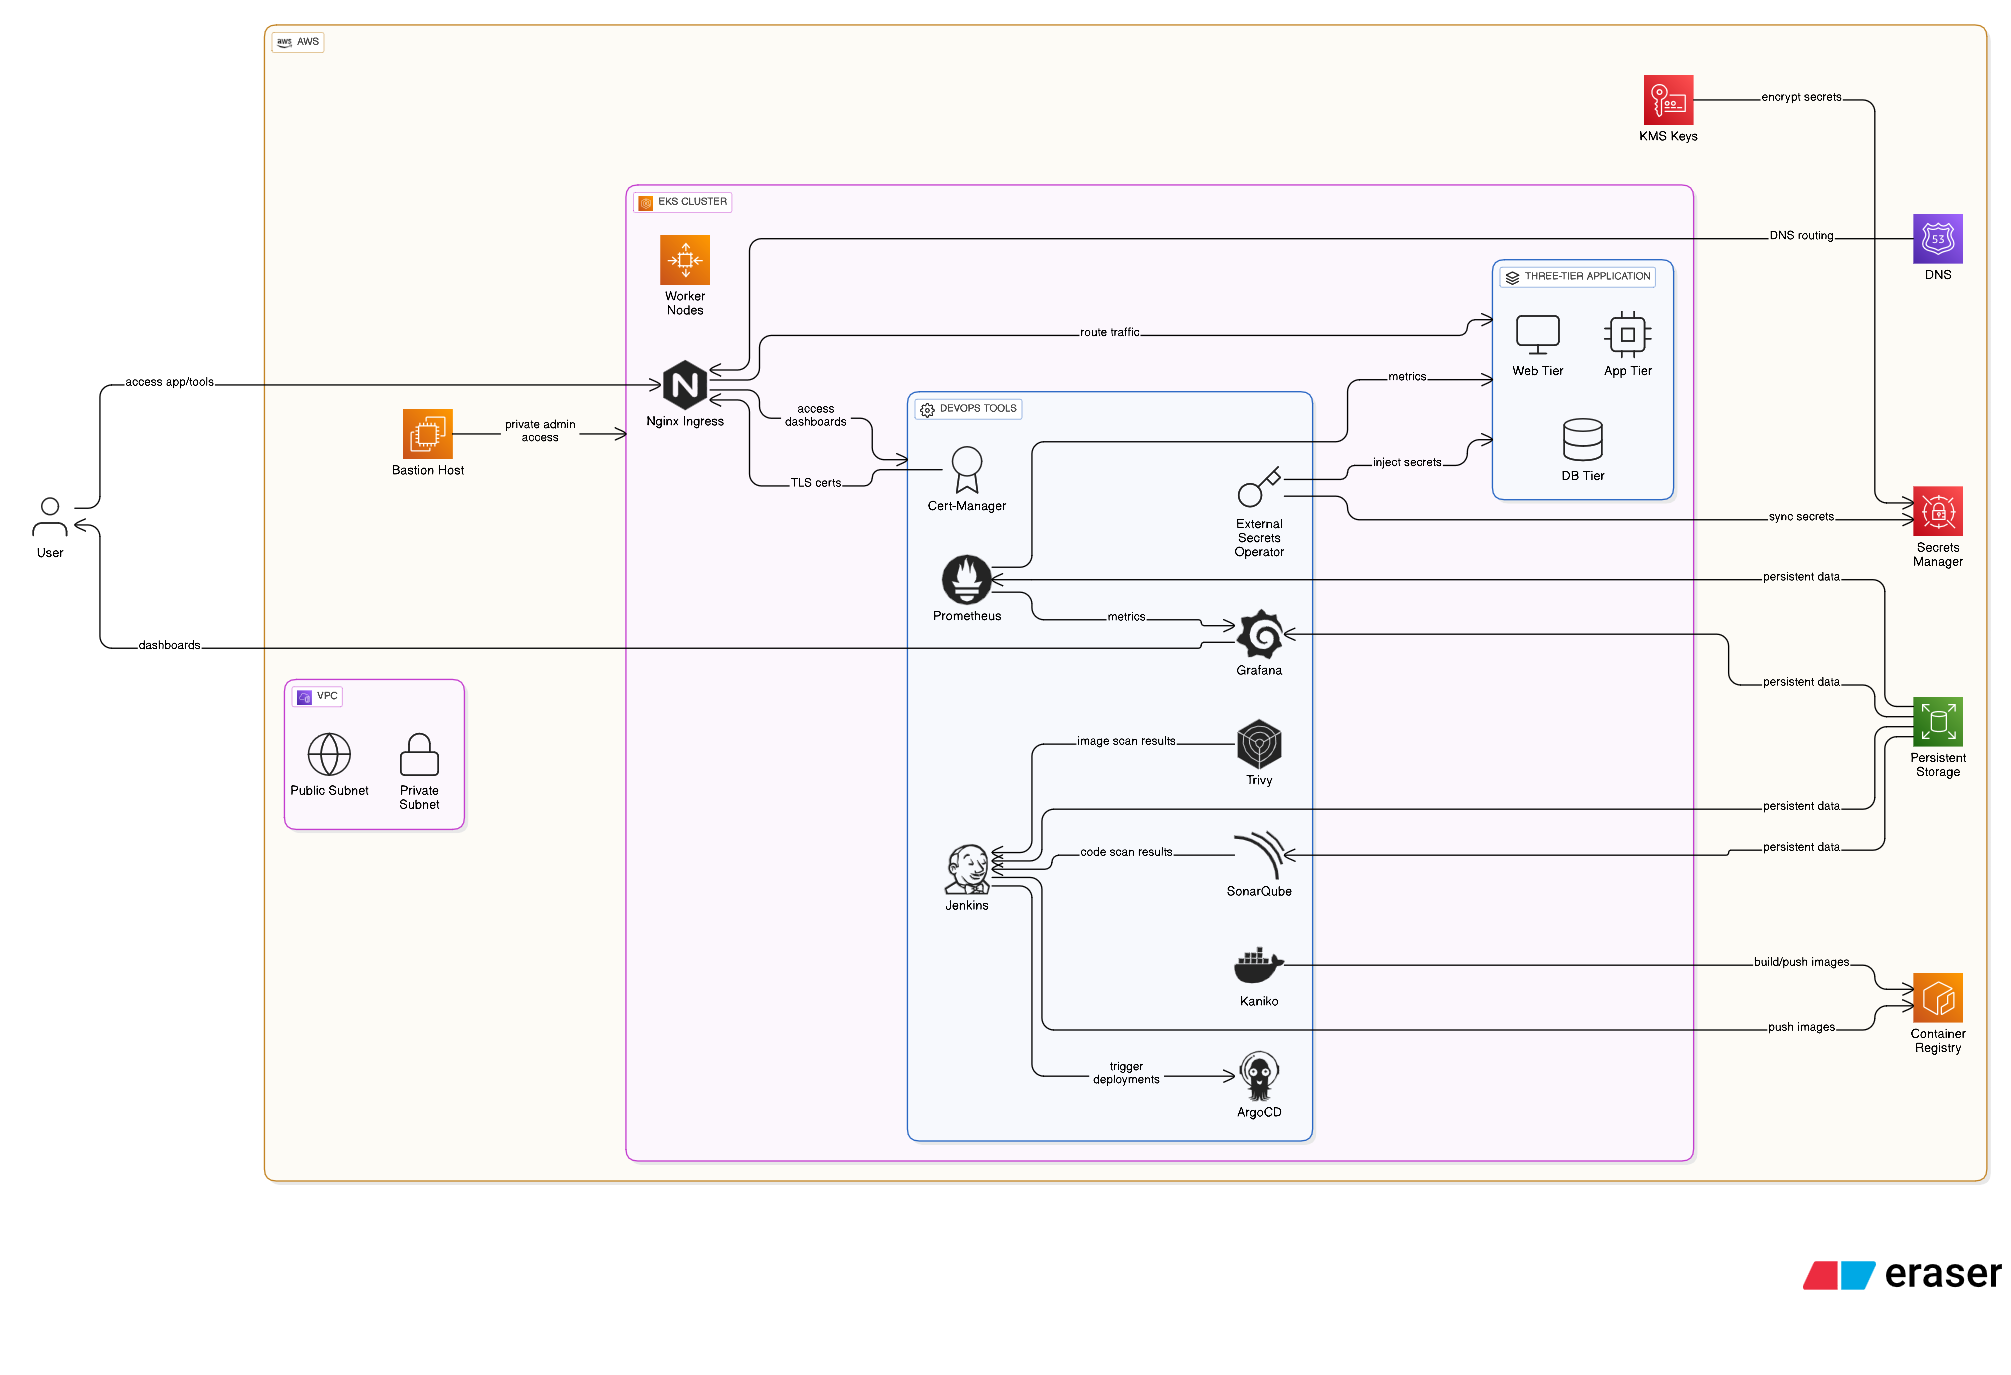 aws AWS
KMS Keys
encrypt secrets
EKS CLUSTER
Worker
Nodes
DNS routing
53
DNS
THREE-TIER APPLICATION
Web Tier
App Tier
DB Tier
route traffic
access app/tools
N
Nginx Ingress
Bastion Host
private admin
access
access
dashboards
TLS certs
DEVOPS TOOLS
Cert-Manager
metrics
inject secrets
External
Secrets
Operator
sync secrets
Secrets
Manager
User
Prometheus
persistent data
metrics
Grafana
dashboards
persistent data
VPC
Public Subnet
Private
Subnet
Persistent
Storage
image scan results
Trivy
persistent data
code scan results
SonarQube
persistent data
Jenkins
Kaniko
build/push images
push images
Container
Registry
trigger
deployments
ArgoCD
eraser